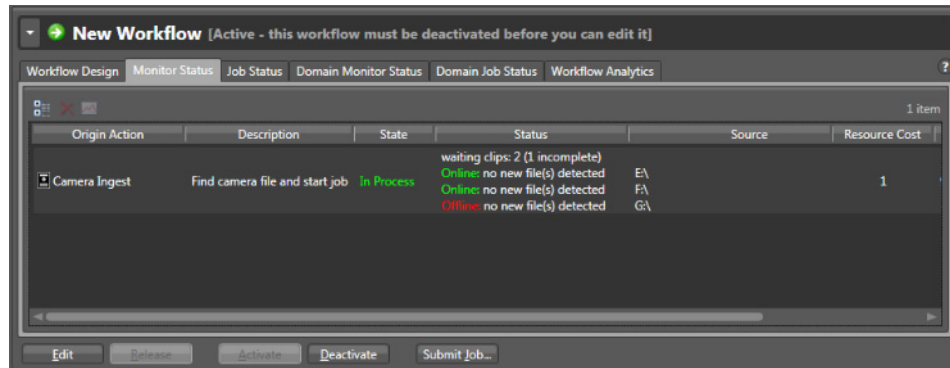 New Workflow [Active - this workflow must be deactivated before you can edit it]
Workflow Design Monitor Status Job Status Domain Monitor Status Domain Job Status Workflow Analytics ?
1 item
Origin Action Description State Status Source Resource Cost
waiting clips: 2 (1 incomplete)
Camera Ingest Find camera file and start job In Process Online: no new file(s) detected E:\ 1
Online: no new file(s) detected F:\
Offline: no new file(s) detected G:\
Edit Release Activate Deactivate Submit Job...